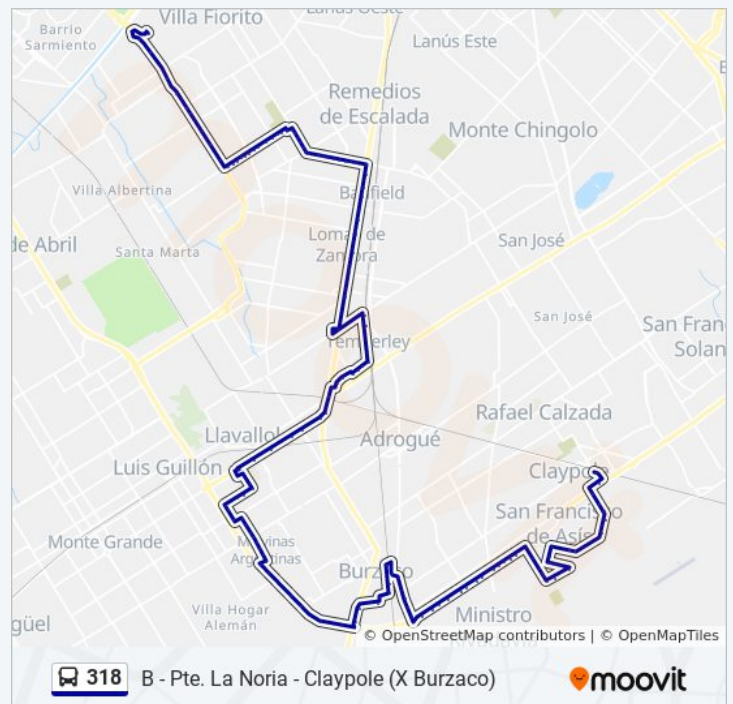 Villa Fiorito
Lanús Oeste
Barrio
Sarmiento
Lanús Este
Remedios
de Escalada
Monte Chingolo
Villa Albertina
Banfield
Lomas de
Zamora
de Abril
Santa Marta
San José
San José
San Fran
Solan
Temperley
Rafael Calzada
Llavallol
Adrogué
Luis Guillón
Claypole
San Francisco
de Asís
Monte Grande
Malvinas
Argentinas
Burzaco
Villa Hogar
Alemán
güel
Ministro
Rivadavia
© OpenStreetMap contributors | © OpenMapTiles
318 B - Pte. La Noria - Claypole (X Burzaco)
moovit